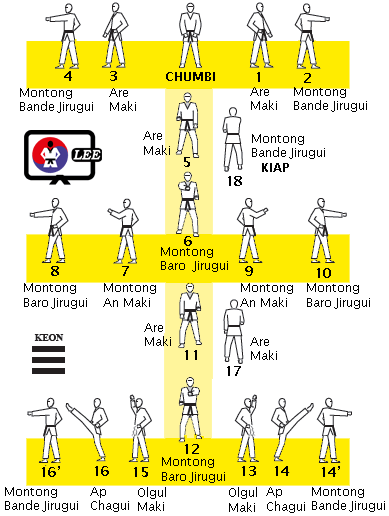 4 3 CHUMBI 1 2
Montong Are Are Montong
Bande Jirugui Maki Maki Bande Jirugui
Are
Maki
5
Montong
Bande Jirugui
KIAP
18
LEE
6
Montong
Baro Jirugui
8 7 9 10
Montong Montong Montong Montong
Baro Jirugui An Maki An Maki Baro Jirugui
Are
Maki
11
Are
Maki
17
KEON
12
Montong
Baro Jirugui
16’ 16 15 13 14 14’
Montong Ap Olgul Olgul Ap Montong
Bande Jirugui Chagui Maki Maki Chagui Bande Jirugui